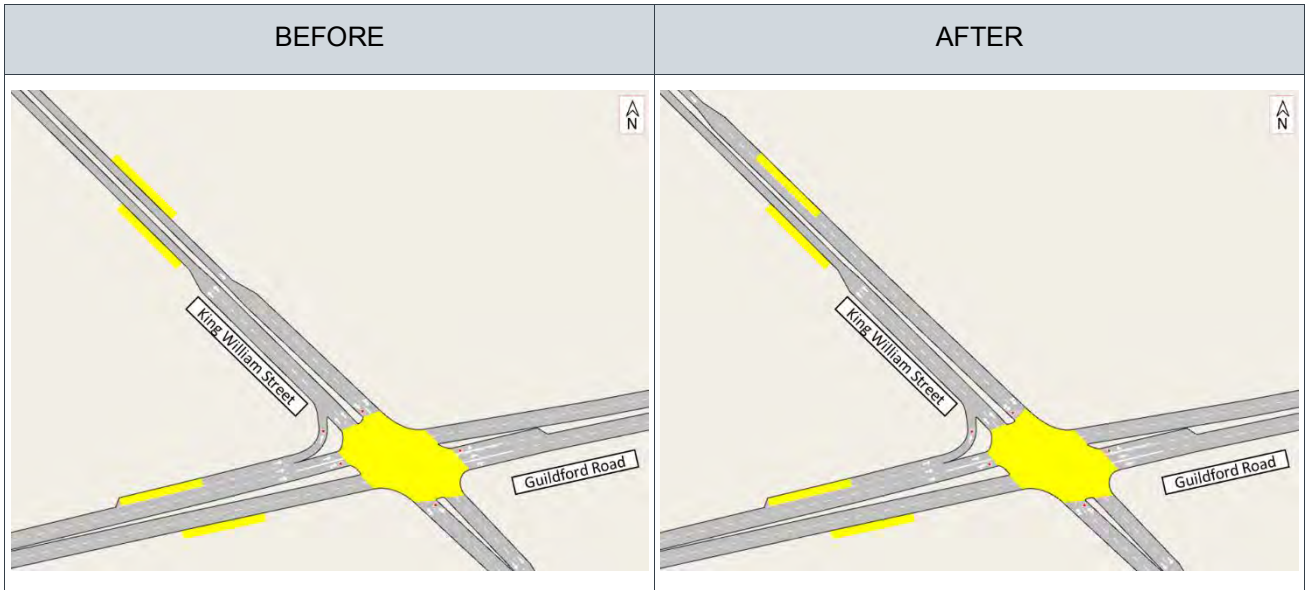 BEFORE
AFTER
N
N
King William Street
Guildford Road
King William Street
Guildford Road